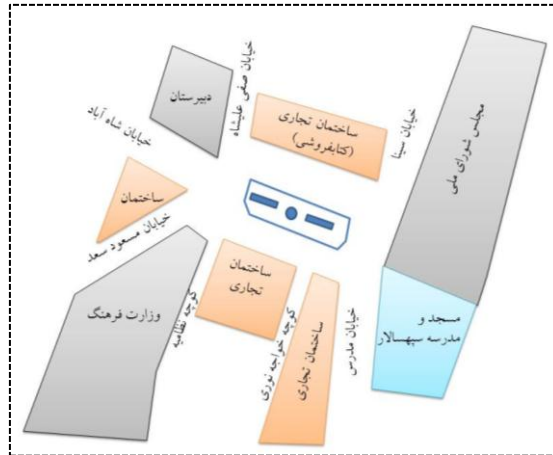 خیابان صفی علیشاه
دبیرستان
مجلس شورای ملی
خیابان شاه آباد
ساختمان تجاری
(کتابفروشی)
خیابان سینا
ساختمان
خیابان مسعود سعد
ساختمان
تجاری
وزارت فرهنگ
کوچه نظامیه
کوچه خواجه نوری
ساختمان تجاری
خیابان مدرس
مسجد و
مدرسه سپهسالار